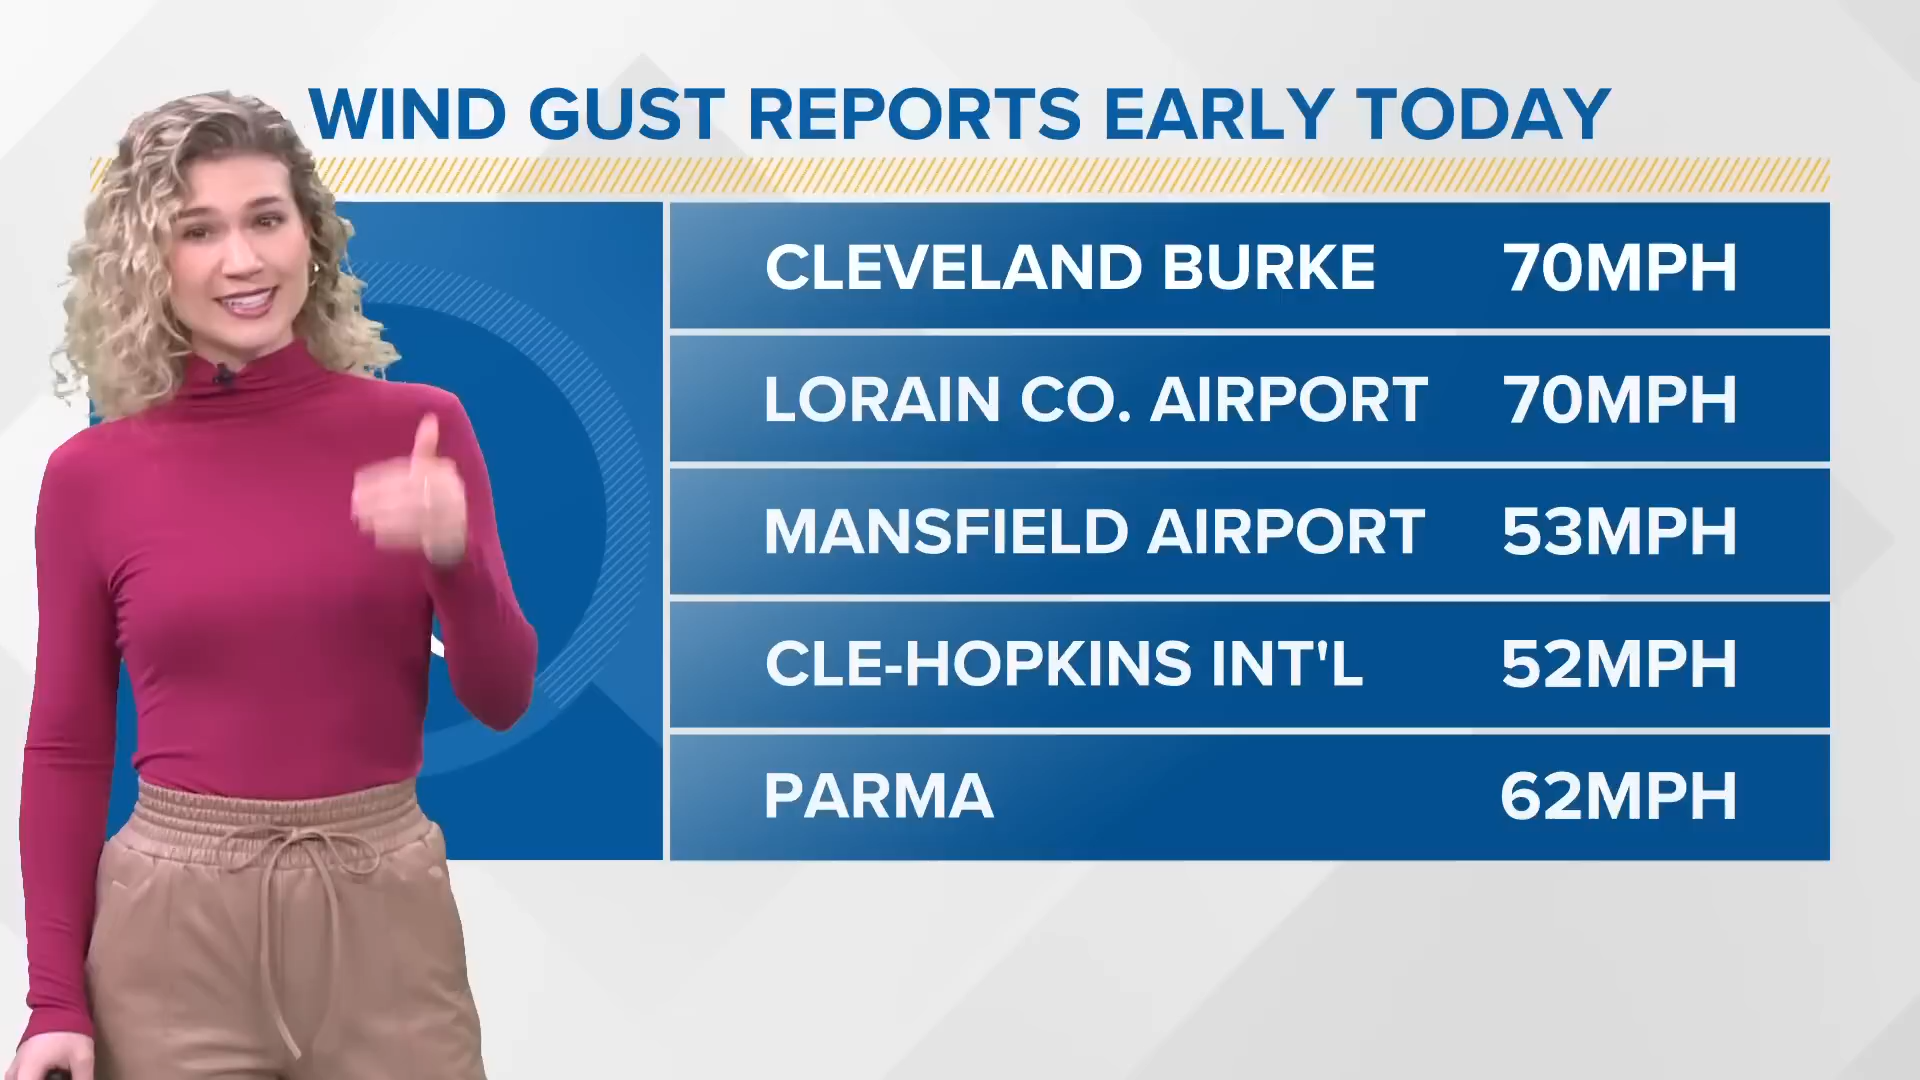 WIND GUST REPORTS EARLY TODAY
CLEVELAND BURKE 70MPH
LORAIN CO. AIRPORT 70MPH
MANSFIELD AIRPORT 53MPH
CLE-HOPKINS INT'L 52MPH
PARMA 62MPH